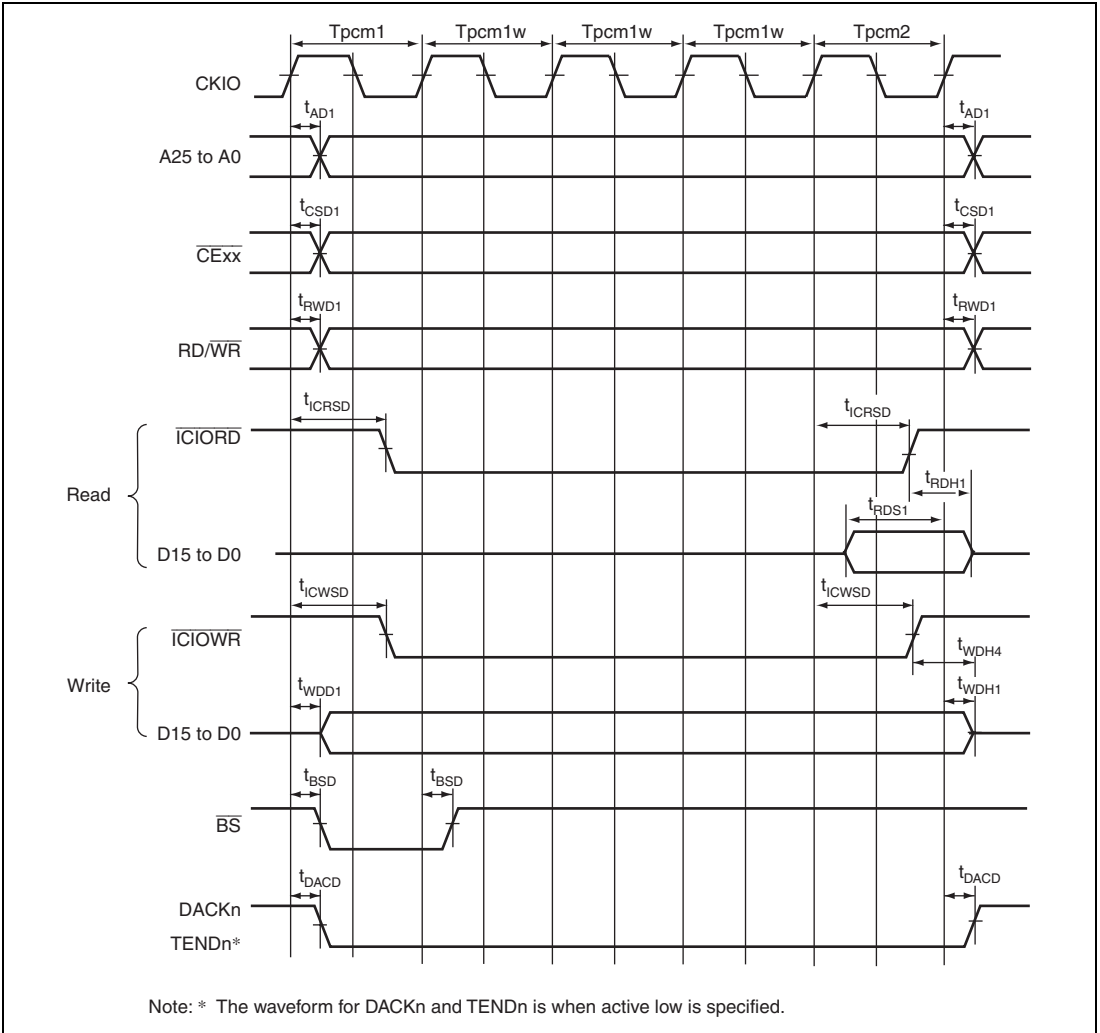 Tpcm1 Tpcm1w Tpcm1w Tpcm1w Tpcm2
CKIO
tAD1 tAD1
A25 to A0
tCSD1 tCSD1
CExx
tRWD1 tRWD1
RD/WR
tICRSD tICRSD
ICIORD
tRDH1
Read
tRDS1
D15 to D0
tICWSD tICWSD
ICIOWR
tWDH4
Write
tWDD1 tWDH1
D15 to D0
tBSD tBSD
BS
tDACD tDACD
DACKn
TENDn*
Note: * The waveform for DACKn and TENDn is when active low is specified.